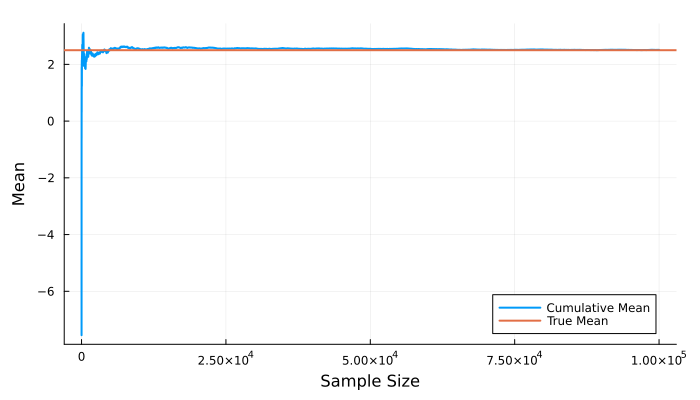 Mean
2
0
−2
−4
−6
0
2.50×10⁴
5.00×10⁴
7.50×10⁴
1.00×10⁵
Sample Size
Cumulative Mean
True Mean